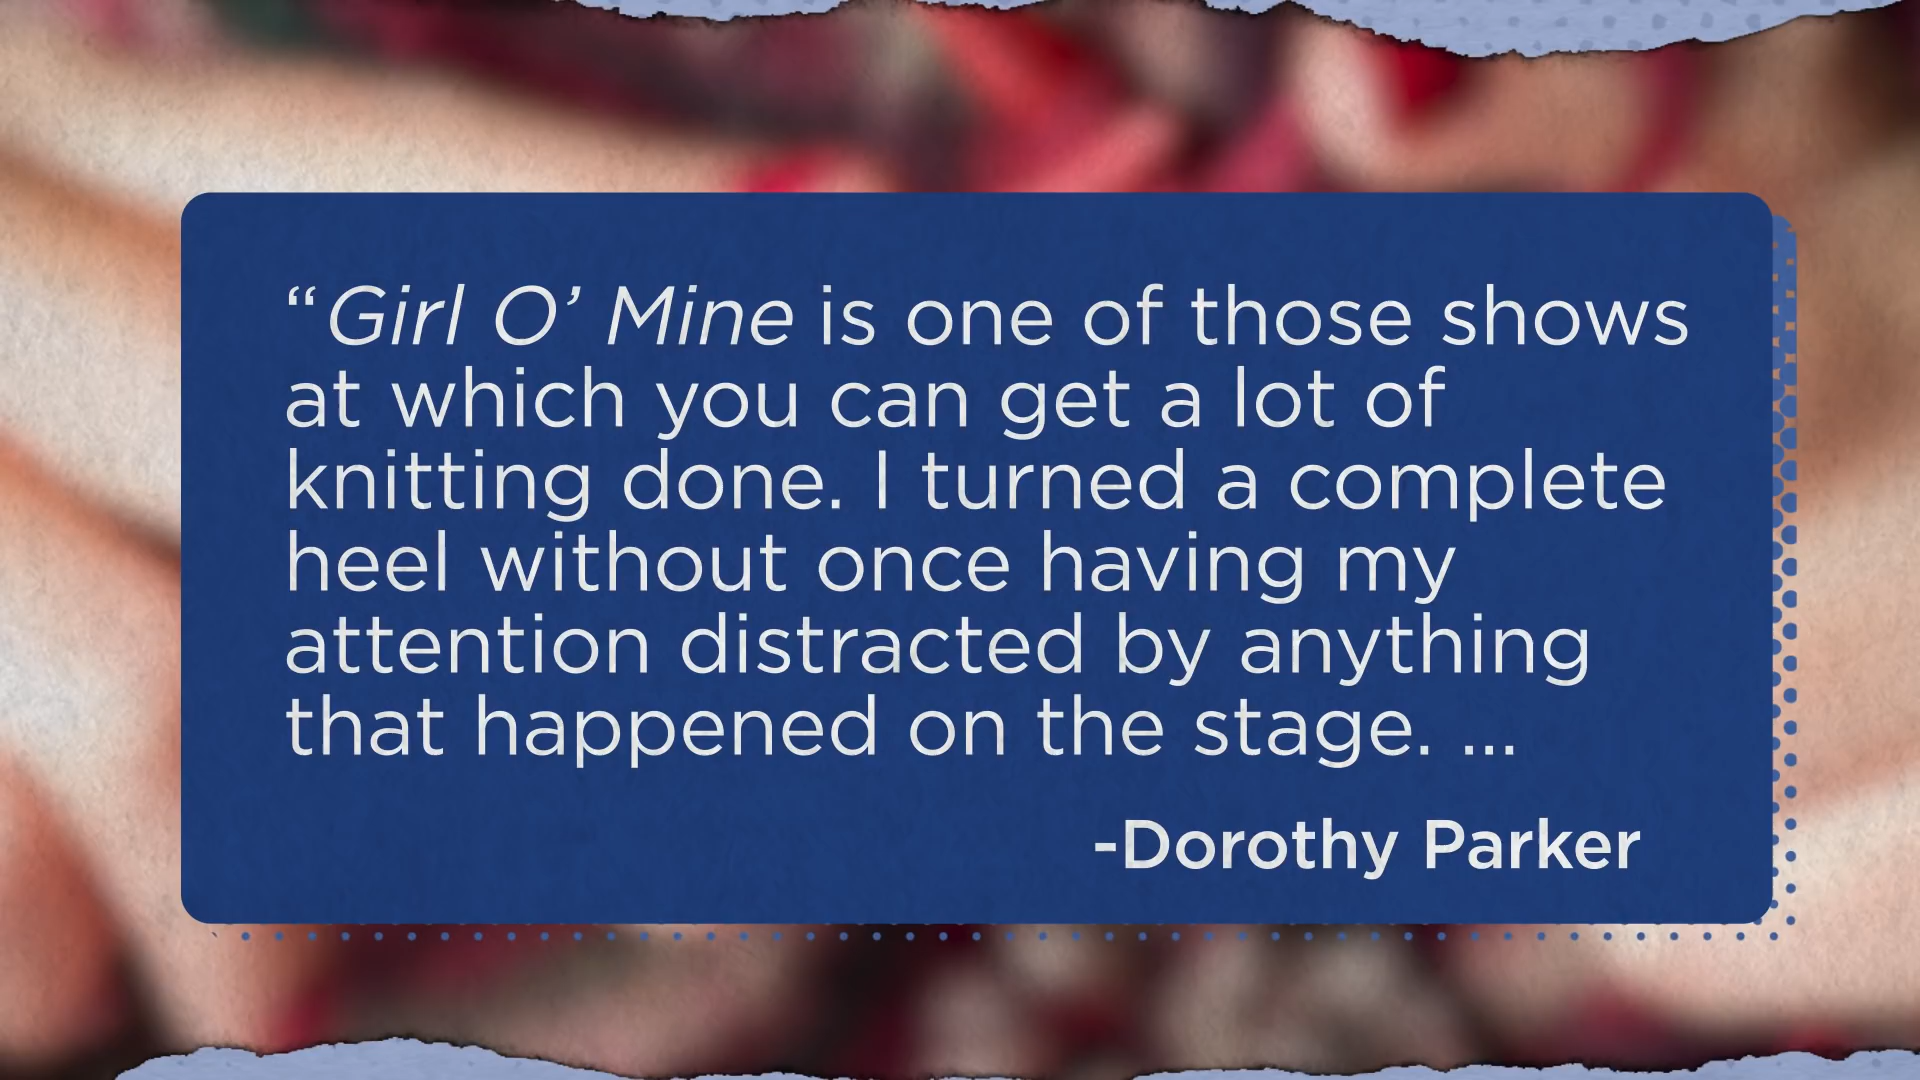 “Girl O’ Mine is one of those shows
at which you can get a lot of
knitting done. I turned a complete
heel without once having my
attention distracted by anything
that happened on the stage. ...
-Dorothy Parker